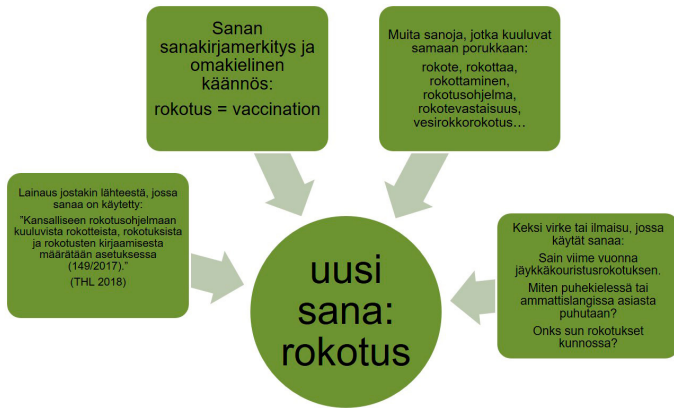 Sanan
sanakirjamerkitys ja
omakielinen
käännös:
rokotus = vaccination
Muita sanoja, jotka kuuluvat
samaan porukkaan:
rokote, rokottaa,
rokottaminen,
rokotusohjelma,
rokotevastaisuus,
vesirokkorokotus…
Lainaus jostakin lähteestä, jossa
sanaa on käytetty:
"Kansalliseen rokotusohjelmaan
kuuluvista rokotteista, rokotuksista
ja rokotusten kirjaamisesta
määrätään asetuksessa
(149/2017)."
(THL 2018)
uusi
sana:
rokotus
Keksi virke tai ilmaisu, jossa
käytät sanaa:
Sain viime vuonna
jäykkäkouristusrokotuksen.
Miten puhekielessä tai
ammattislangissa asiasta
puhutaan?
Onks sun rokotukset
kunnossa?